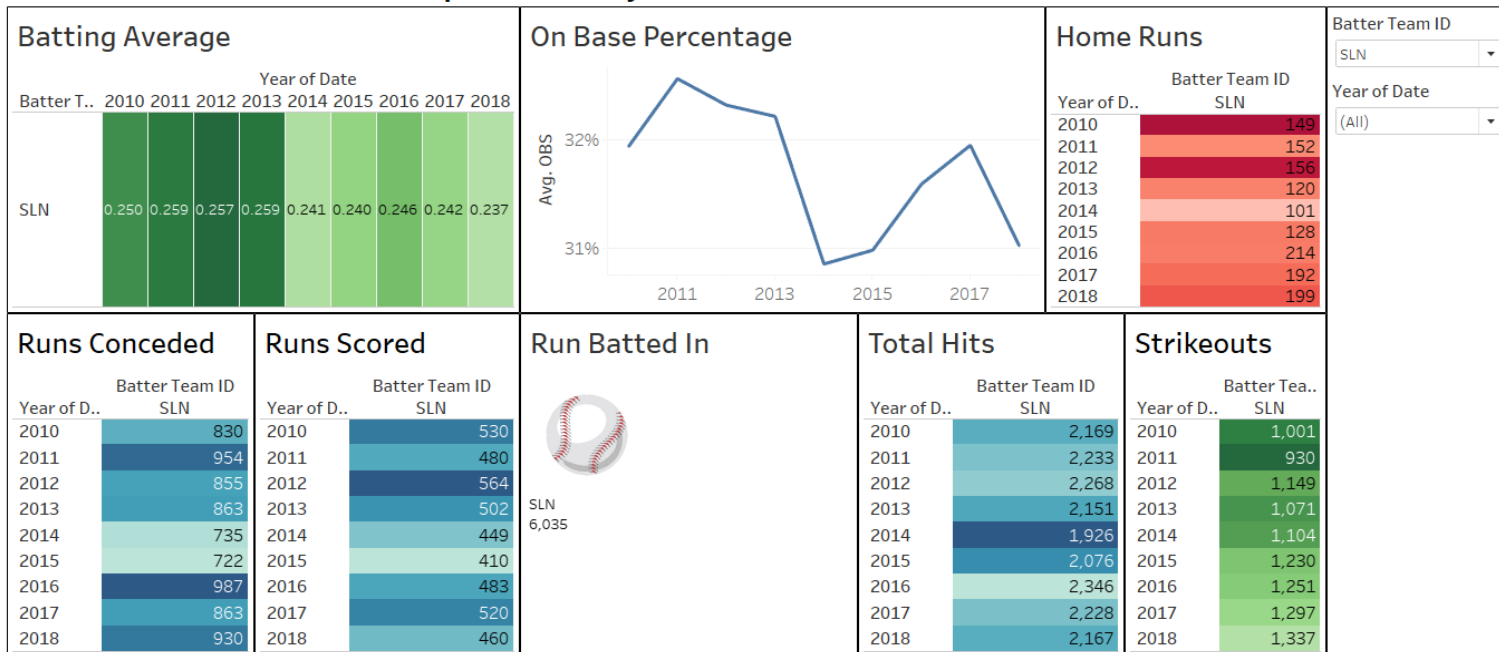 Batting Average
Year of Date
Batter T.. 2010 2011 2012 2013 2014 2015 2016 2017 2018
SLN 0.250 0.259 0.257 0.259 0.241 0.240 0.246 0.242 0.237
On Base Percentage
Avg. OBS
32%
31%
2011 2013 2015 2017
Home Runs
Batter Team ID
Year of D.. SLN
2010 149
2011 152
2012 156
2013 120
2014 101
2015 128
2016 214
2017 192
2018 199
Batter Team ID
SLN
Year of Date
(All)
Runs Conceded
Batter Team ID
Year of D.. SLN
2010 830
2011 954
2012 855
2013 863
2014 735
2015 722
2016 987
2017 863
2018 930
Runs Scored
Batter Team ID
Year of D.. SLN
2010 530
2011 480
2012 564
2013 502
2014 449
2015 410
2016 483
2017 520
2018 460
Run Batted In
SLN
6,035
Total Hits
Batter Team ID
Year of D.. SLN
2010 2,169
2011 2,233
2012 2,268
2013 2,151
2014 1,926
2015 2,076
2016 2,346
2017 2,228
2018 2,167
Strikeouts
Batter Tea..
Year of D.. SLN
2010 1,001
2011 930
2012 1,149
2013 1,071
2014 1,104
2015 1,230
2016 1,251
2017 1,297
2018 1,337